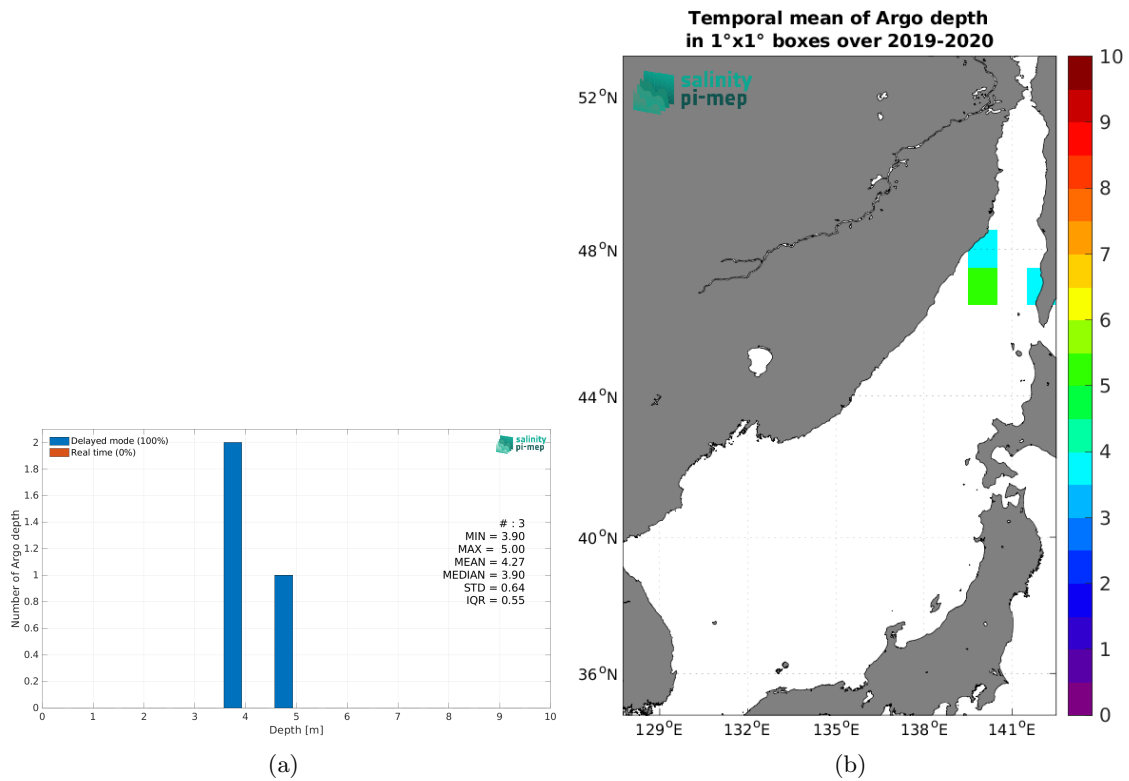 Temporal mean of Argo depth
in 1°x1° boxes over 2019-2020
salinity
pi-mep
52°N
48°N
44°N
40°N
36°N
129°E
132°E
135°E
138°E
141°E
10
9
8
7
6
5
4
3
2
1
0
Delayed mode (100%)
Real time (0%)
salinity
pi-mep
# : 3
MIN = 3.90
MAX = 5.00
MEAN = 4.27
MEDIAN = 3.90
STD = 0.64
IQR = 0.55
Number of Argo depth
2
1.8
1.6
1.4
1.2
1
0.8
0.6
0.4
0.2
0
0
1
2
3
4
5
6
7
8
9
10
Depth [m]
(a)
(b)